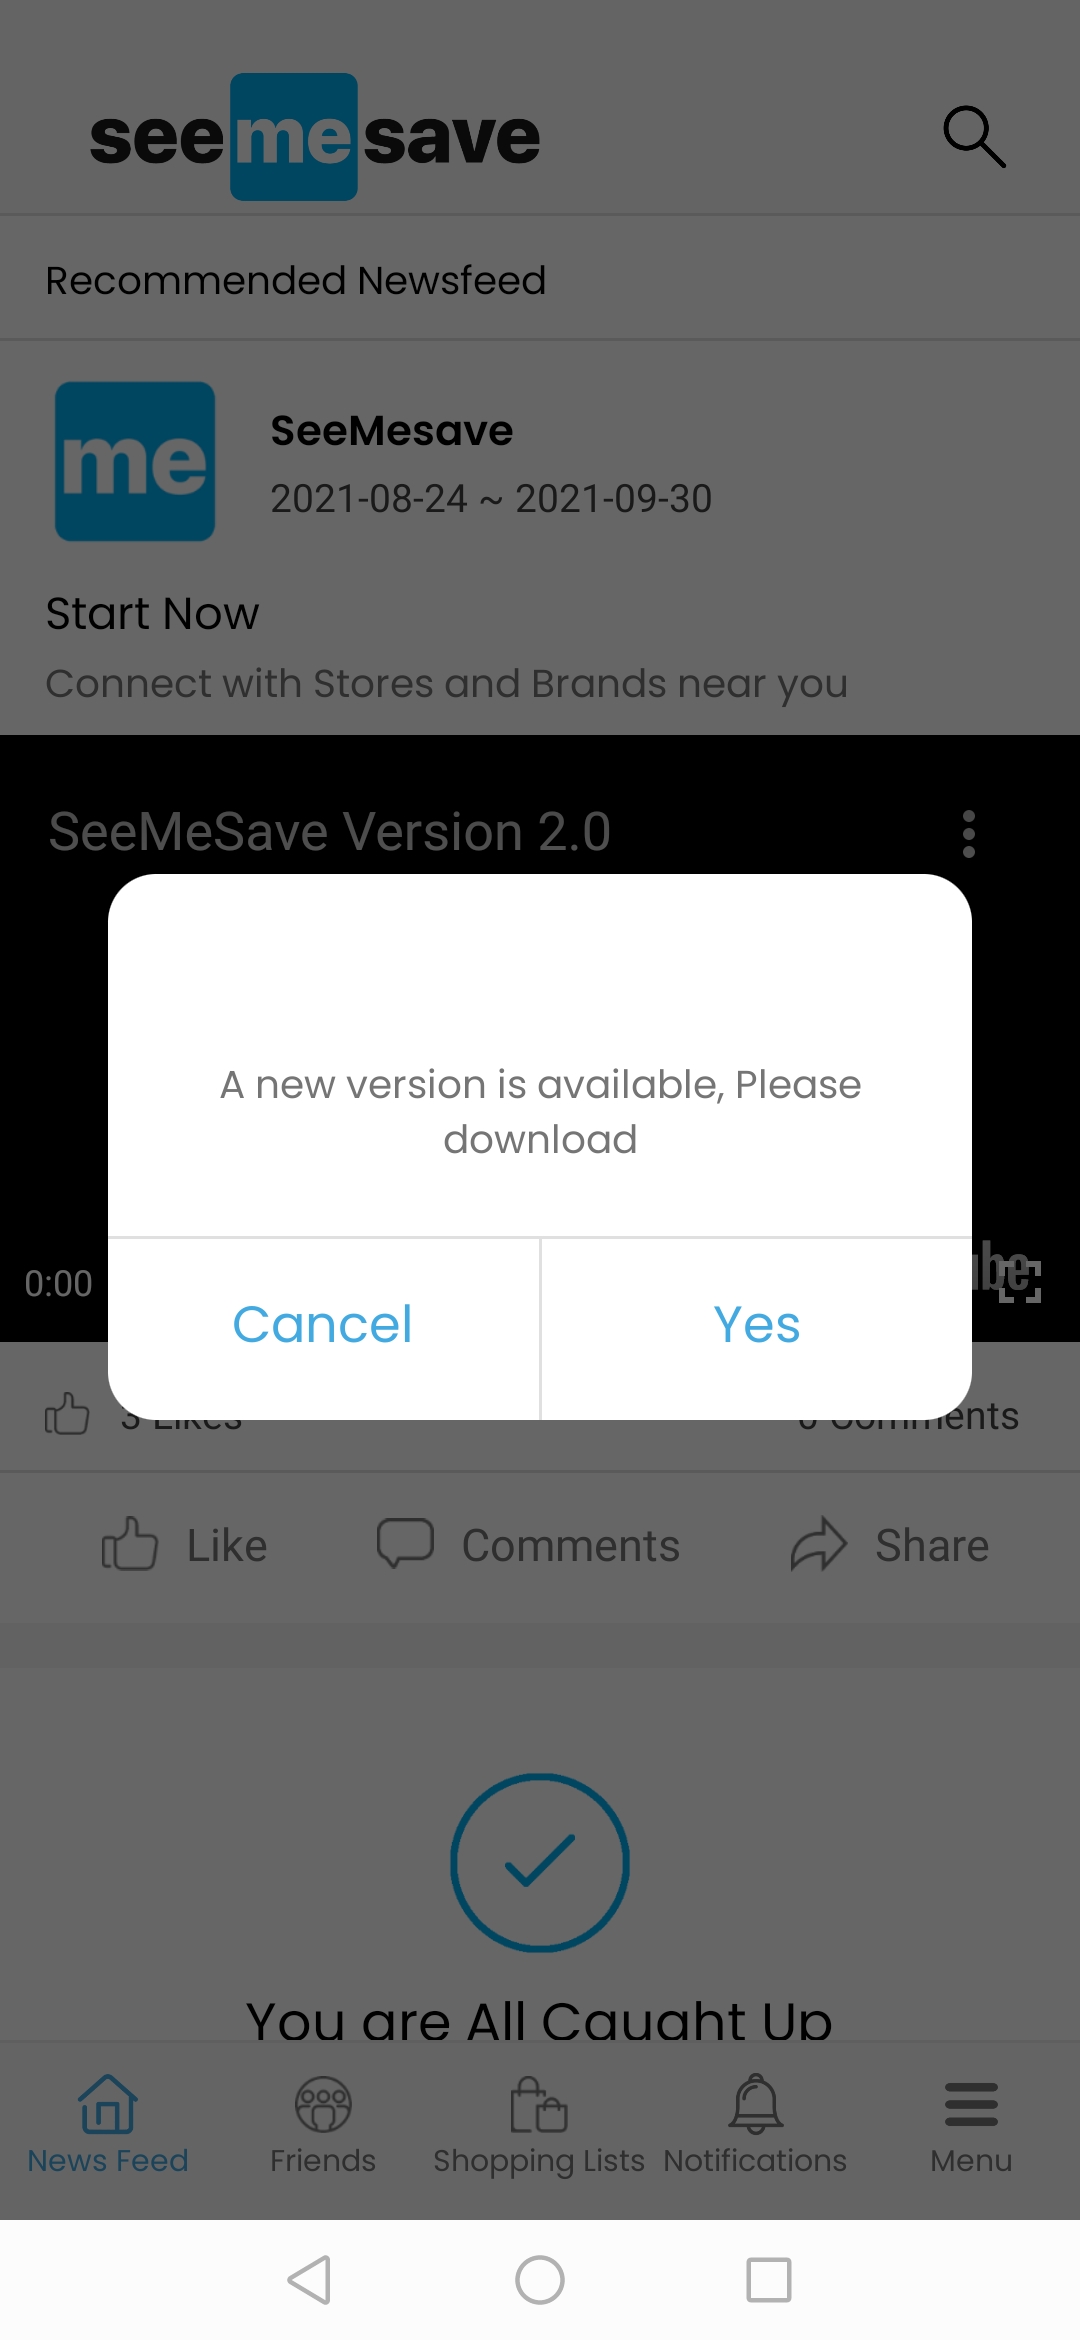 seemesave
Recommended Newsfeed
me
SeeMesave
2021-08-24 ~ 2021-09-30
Start Now
Connect with Stores and Brands near you
SeeMeSave Version 2.0
A new version is available, Please
download
0:00
Cancel
Yes
3 Likes
0 Comments
Like
Comments
Share
You are All Caught Up
News Feed
Friends
Shopping Lists
Notifications
Menu